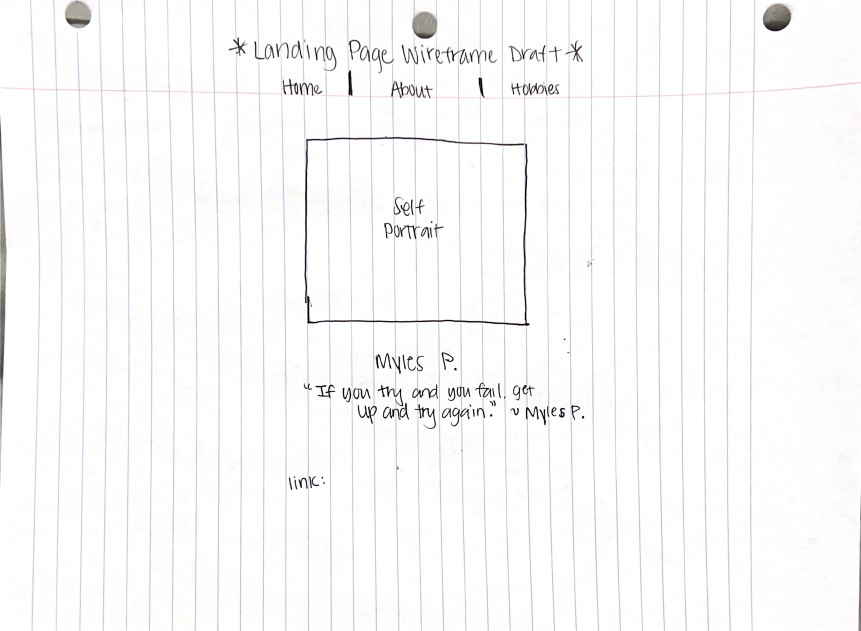 *Landing Page Wireframe Draft*
Home | About | Hobbies
Self
Portrait
Myles P.
"If you try and you fail, get
up and try again." ~ Myles P.
link: